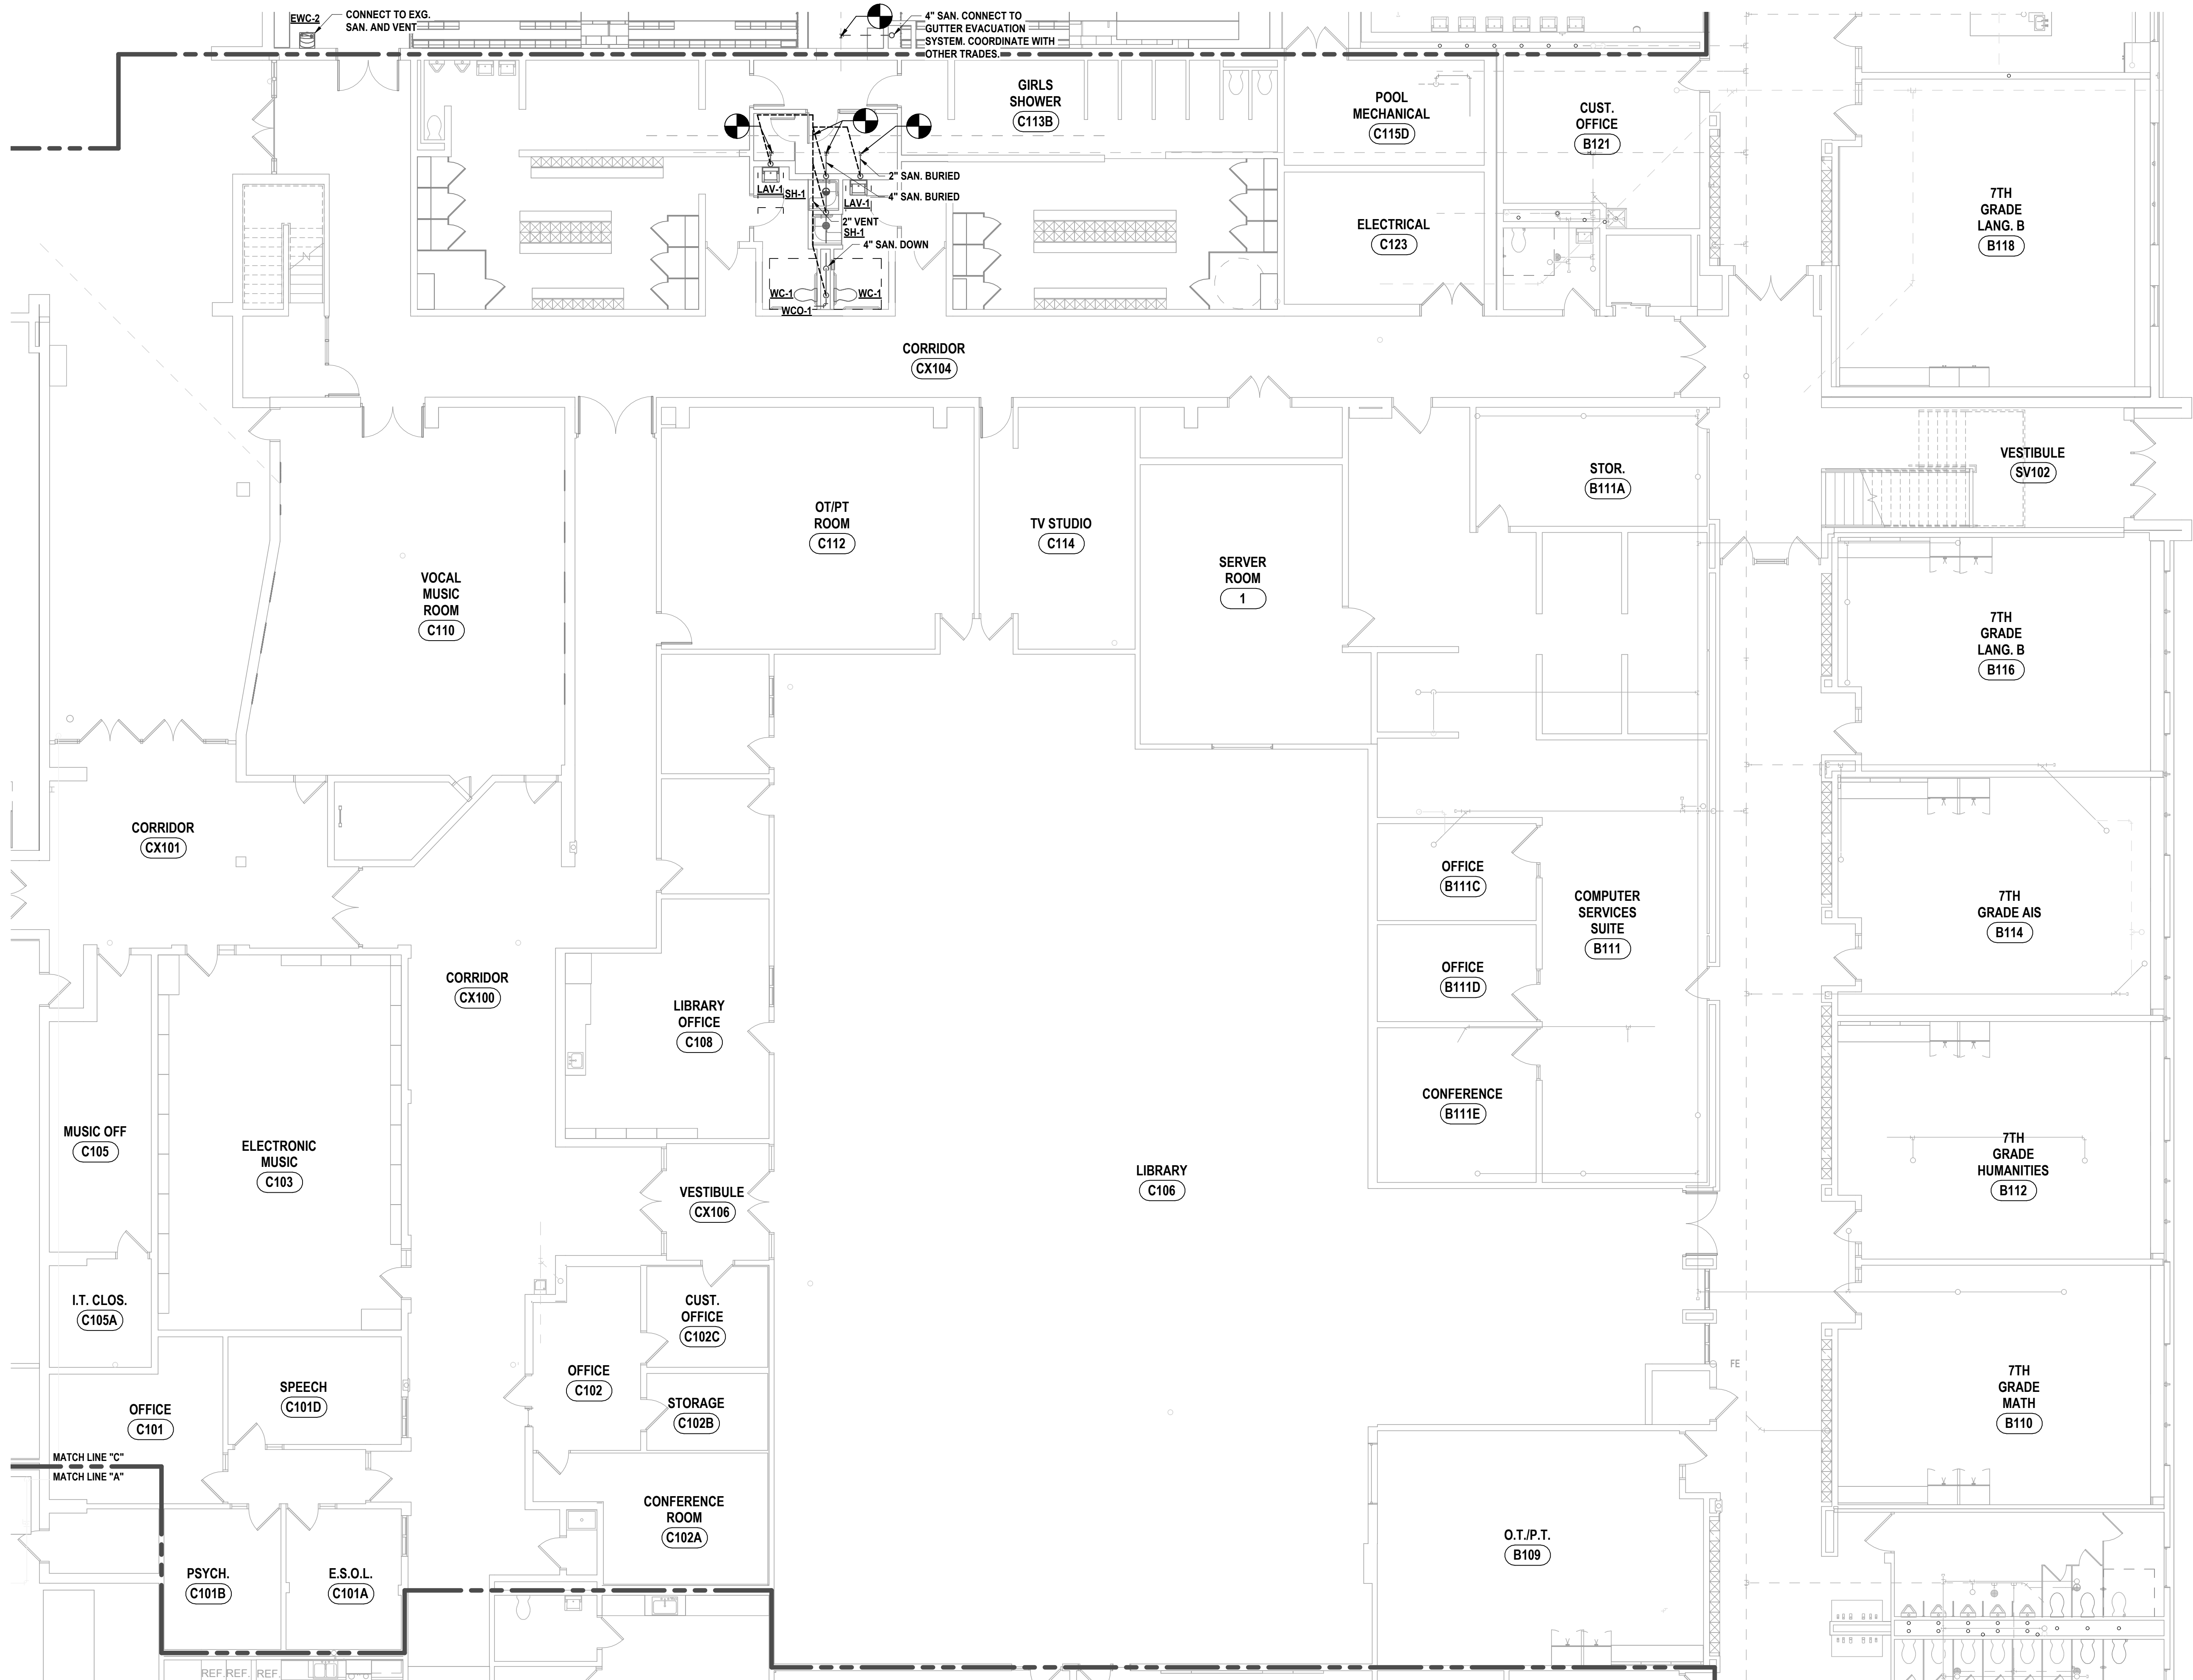 EWC-2
CONNECT TO EXG.
SAN. AND VENT
4" SAN. CONNECT TO
GUTTER EVACUATION
SYSTEM. COORDINATE WITH
OTHER TRADES.
GIRLS
SHOWER
C113B
POOL
MECHANICAL
C115D
CUST.
OFFICE
B121
7TH
GRADE
LANG. B
B118
2" SAN. BURIED
4" SAN. BURIED
LAV-1
SH-1
LAV-1
2" VENT
SH-1
4" SAN. DOWN
WC-1
WC-1
WCO-1
ELECTRICAL
C123
CORRIDOR
CX104
VESTIBULE
SV102
STOR.
B111A
OT/PT
ROOM
C112
TV STUDIO
C114
SERVER
ROOM
1
VOCAL
MUSIC
ROOM
C110
7TH
GRADE
LANG. B
B116
CORRIDOR
CX101
OFFICE
B111C
COMPUTER
SERVICES
SUITE
B111
7TH
GRADE AIS
B114
OFFICE
B111D
CORRIDOR
CX100
LIBRARY
OFFICE
C108
CONFERENCE
B111E
MUSIC OFF
C105
ELECTRONIC
MUSIC
C103
7TH
GRADE
HUMANITIES
B112
VESTIBULE
CX106
LIBRARY
C106
I.T. CLOS.
C105A
CUST.
OFFICE
C102C
OFFICE
C102
FE
SPEECH
C101D
OFFICE
C101
STORAGE
C102B
7TH
GRADE
MATH
B110
MATCH LINE "C"
MATCH LINE "A"
CONFERENCE
ROOM
C102A
O.T./P.T.
B109
PSYCH.
C101B
E.S.O.L.
C101A
REF. REF. REF.